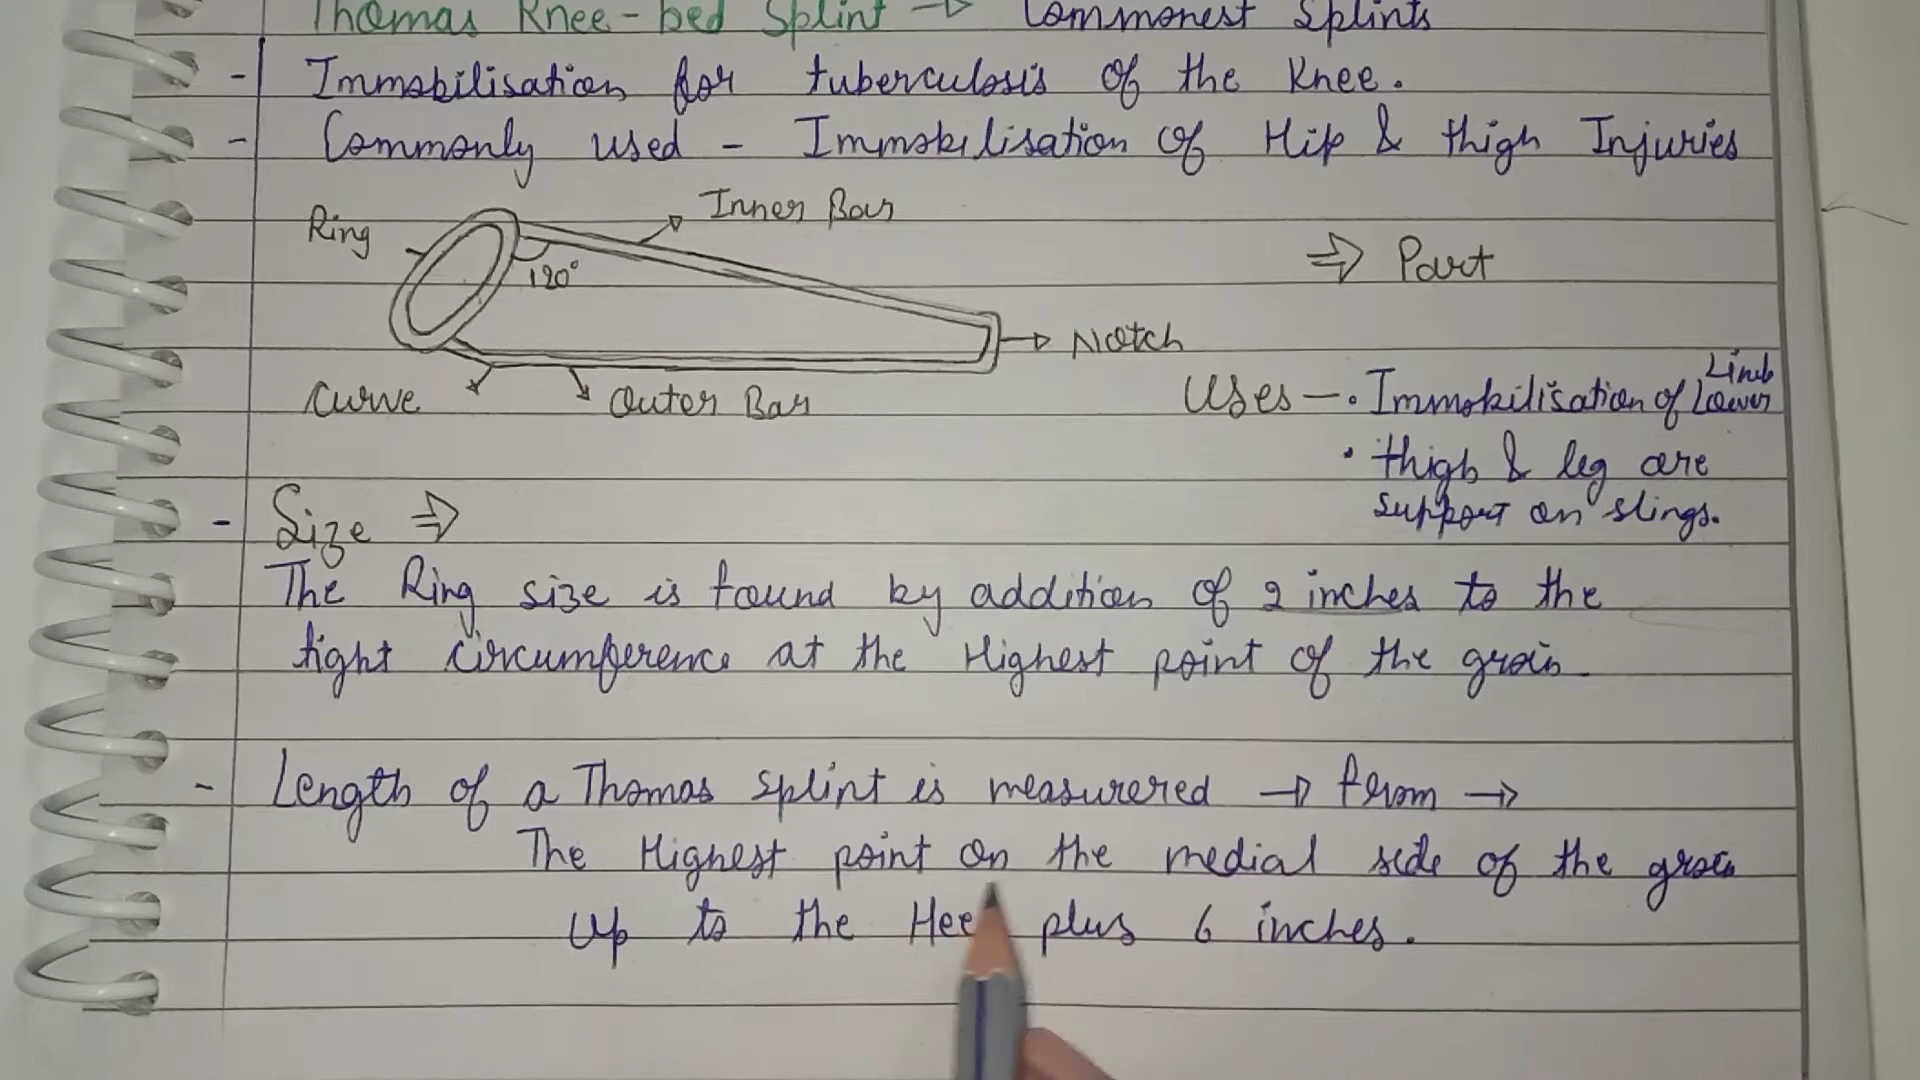 Thomas Knee-bed Splint → Commonest Splints
- Immobilisation for tuberculosis of the Knee.
- Commonly used - Immobilisation of Hip & thigh Injuries
Inner Bar
Ring
120°
⇒ Part
→ Notch
Curve
Outer Bar
Uses - • Immobilisation of Lower Limb
• thigh & leg are
support on slings.
- Size ⇒
The Ring size is found by addition of 2 inches to the
tight circumference at the Highest point of the groin.
- Length of a Thomas splint is measurered → from →
The Highest point on the medial side of the groin
up to the Heel plus 6 inches.